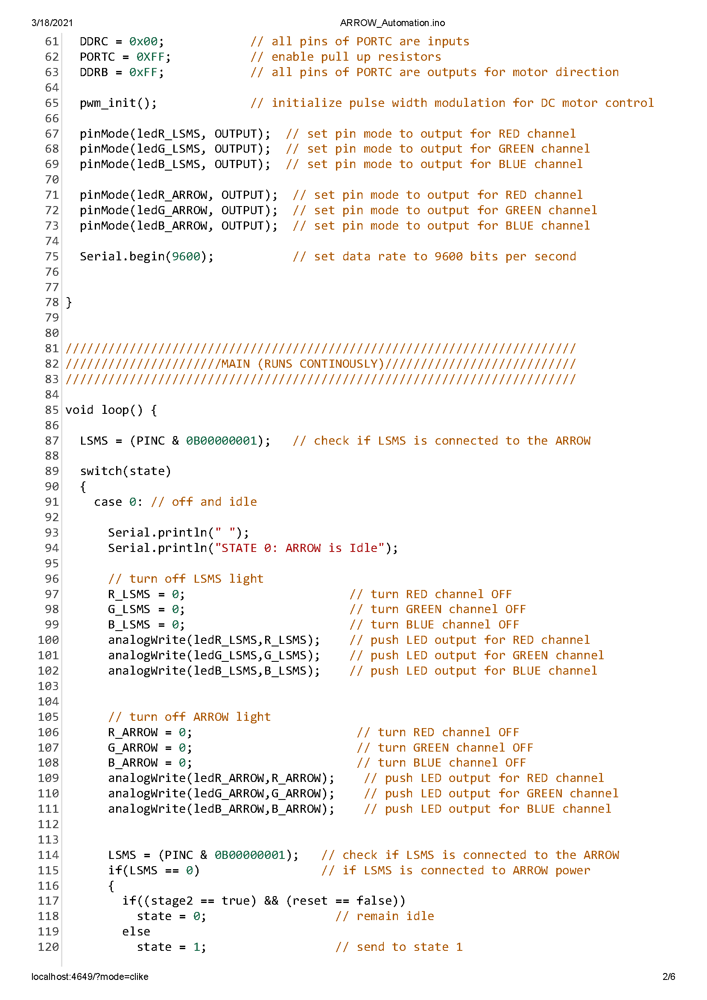 3/18/2021 ARROW_Automation.ino
61   DDRC = 0x00;            // all pins of PORTC are inputs
62   PORTC = 0XFF;           // enable pull up resistors
63   DDRB = 0xFF;            // all pins of PORTC are outputs for motor direction
64
65   pwm_init();             // initialize pulse width modulation for DC motor control
66
67   pinMode(ledR_LSMS, OUTPUT);  // set pin mode to output for RED channel
68   pinMode(ledG_LSMS, OUTPUT);  // set pin mode to output for GREEN channel
69   pinMode(ledB_LSMS, OUTPUT);  // set pin mode to output for BLUE channel
70
71   pinMode(ledR_ARROW, OUTPUT);  // set pin mode to output for RED channel
72   pinMode(ledG_ARROW, OUTPUT);  // set pin mode to output for GREEN channel
73   pinMode(ledB_ARROW, OUTPUT);  // set pin mode to output for BLUE channel
74
75   Serial.begin(9600);           // set data rate to 9600 bits per second
76
77
78 }
79
80
81 ////////////////////////////////////////////////////////////////////////
82 //////////////////////MAIN (RUNS CONTINOUSLY)///////////////////////////
83 ////////////////////////////////////////////////////////////////////////
84
85 void loop() {
86
87   LSMS = (PINC & 0B00000001);   // check if LSMS is connected to the ARROW
88
89   switch(state)
90   {
91     case 0: // off and idle
92
93       Serial.println(" ");
94       Serial.println("STATE 0: ARROW is Idle");
95
96       // turn off LSMS light
97       R_LSMS = 0;                       // turn RED channel OFF
98       G_LSMS = 0;                       // turn GREEN channel OFF
99       B_LSMS = 0;                       // turn BLUE channel OFF
100       analogWrite(ledR_LSMS,R_LSMS);    // push LED output for RED channel
101       analogWrite(ledG_LSMS,G_LSMS);    // push LED output for GREEN channel
102       analogWrite(ledB_LSMS,B_LSMS);    // push LED output for BLUE channel
103
104
105       // turn off ARROW light
106       R_ARROW = 0;                       // turn RED channel OFF
107       G_ARROW = 0;                       // turn GREEN channel OFF
108       B_ARROW = 0;                       // turn BLUE channel OFF
109       analogWrite(ledR_ARROW,R_ARROW);    // push LED output for RED channel
110       analogWrite(ledG_ARROW,G_ARROW);    // push LED output for GREEN channel
111       analogWrite(ledB_ARROW,B_ARROW);    // push LED output for BLUE channel
112
113
114       LSMS = (PINC & 0B00000001);   // check if LSMS is connected to the ARROW
115       if(LSMS == 0)                 // if LSMS is connected to ARROW power
116       {
117         if((stage2 == true) && (reset == false))
118           state = 0;                  // remain idle
119         else
120           state = 1;                  // send to state 1
localhost:4649/?mode=clike 2/6